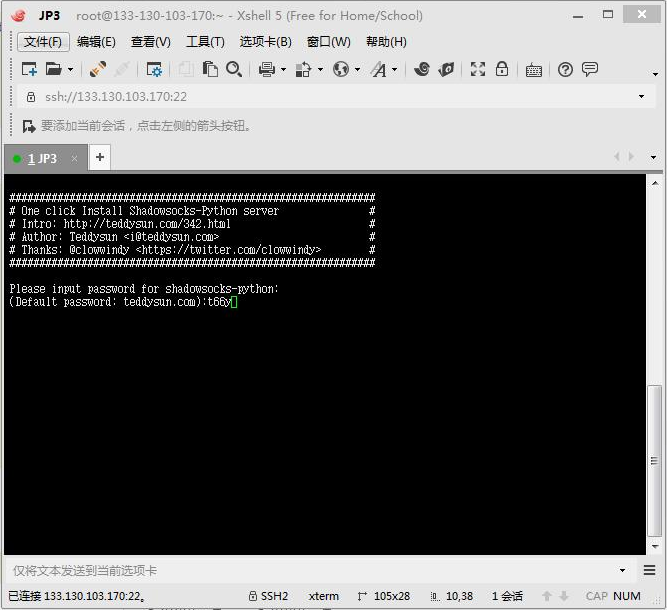 JP3 root@133-130-103-170:~ - Xshell 5 (Free for Home/School)
文件(F) 编辑(E) 查看(V) 工具(T) 选项卡(B) 窗口(W) 帮助(H)
ssh://133.130.103.170:22
要添加当前会话，点击左侧的箭头按钮。
1 JP3
#############################################################
# One click Install Shadowsocks-Python server #
# Intro: http://teddysun.com/342.html #
# Author: Teddysun <i@teddysun.com> #
# Thanks: @clowwindy <https://twitter.com/clowwindy> #
#############################################################
Please input password for shadowsocks-python:
(Default password: teddysun.com):t66y
仅将文本发送到当前选项卡
已连接 133.130.103.170:22。 SSH2 xterm 105x28 10,38 1 会话 CAP NUM